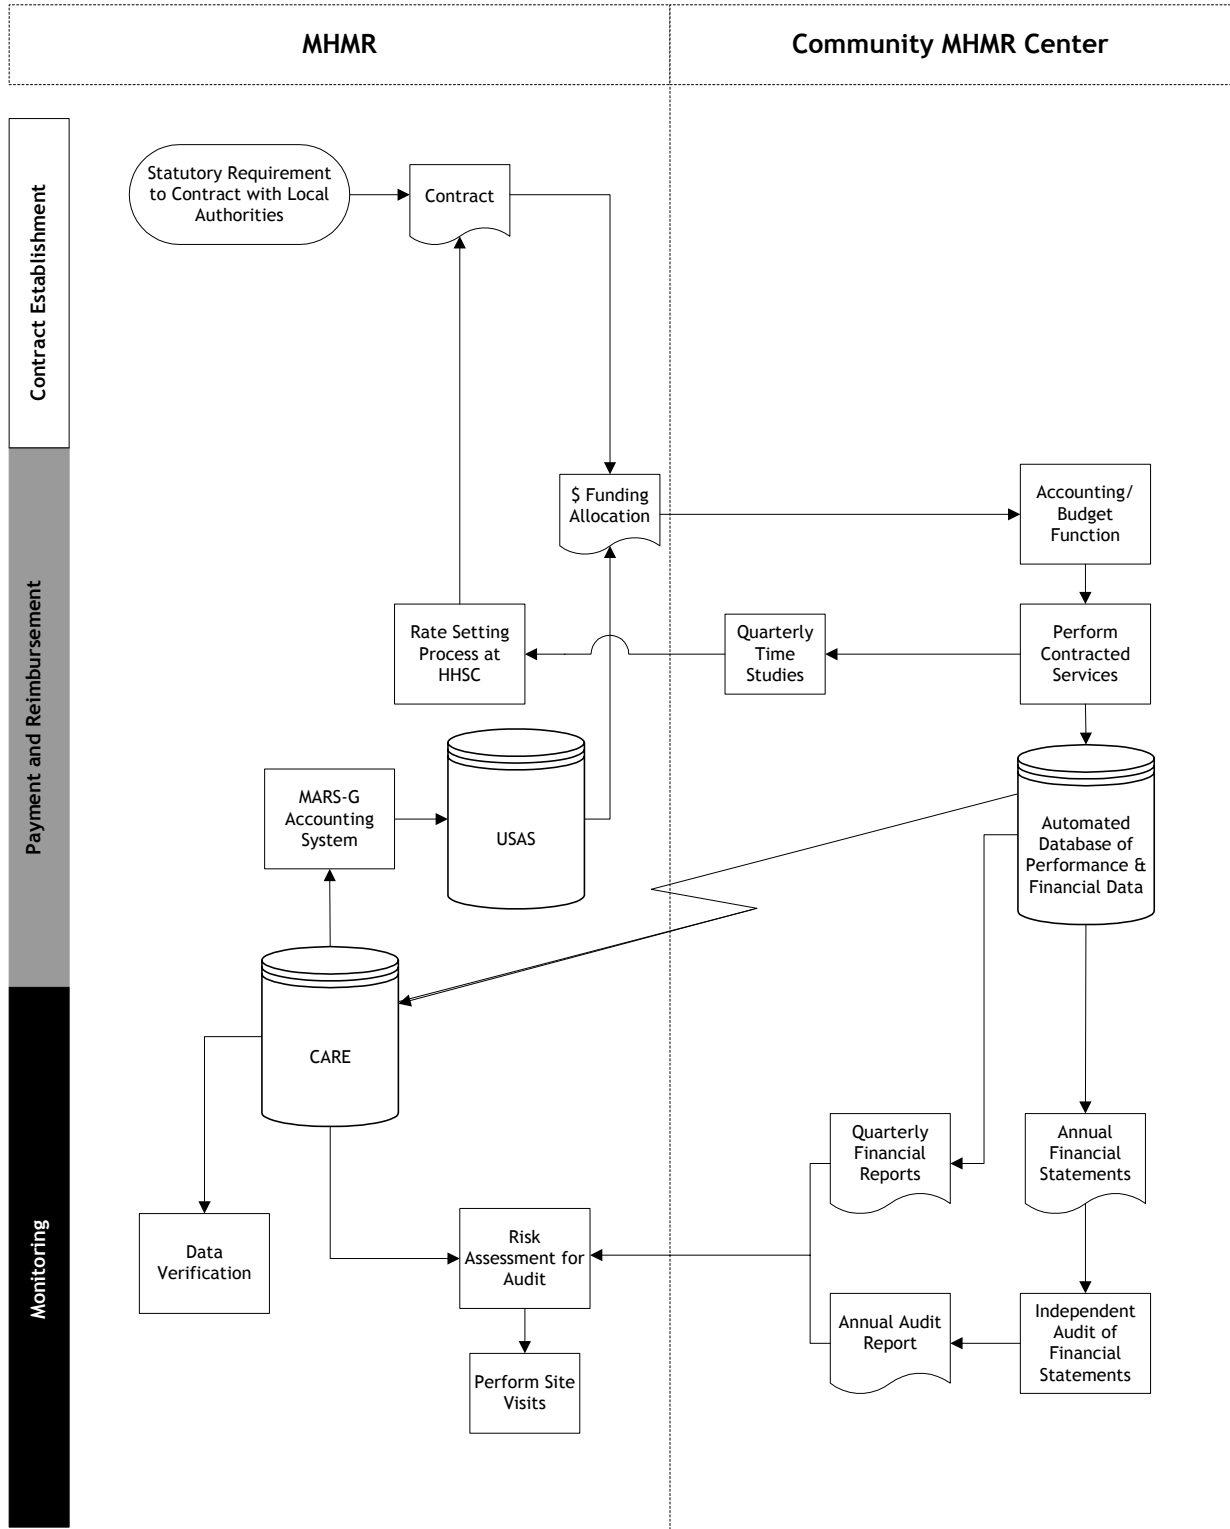 MHMR
Community MHMR Center
Contract Establishment
Statutory Requirement
to Contract with Local
Authorities
Contract
Payment and Reimbursement
$ Funding
Allocation
Accounting/
Budget
Function
Rate Setting
Process at
HHSC
Quarterly
Time
Studies
Perform
Contracted
Services
MARS-G
Accounting
System
USAS
Automated
Database of
Performance &
Financial Data
CARE
Monitoring
Quarterly
Financial
Reports
Annual
Financial
Statements
Data
Verification
Risk
Assessment for
Audit
Annual Audit
Report
Independent
Audit of
Financial
Statements
Perform Site
Visits